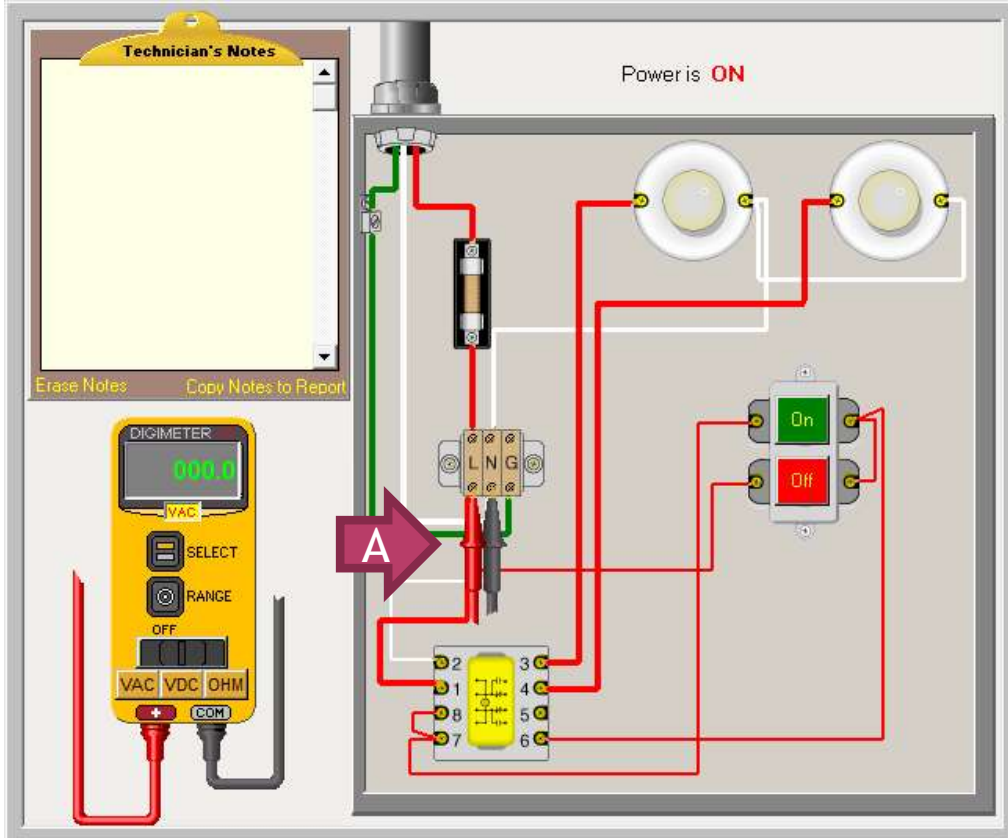 Technician's Notes
Erase Notes Copy Notes to Report
Power is ON
DIGIMETER
000.0
VAC
SELECT
RANGE
OFF
VAC VDC OHM
+ COM
L N G
A
On
Off
2 3
1 4
8 5
7 6